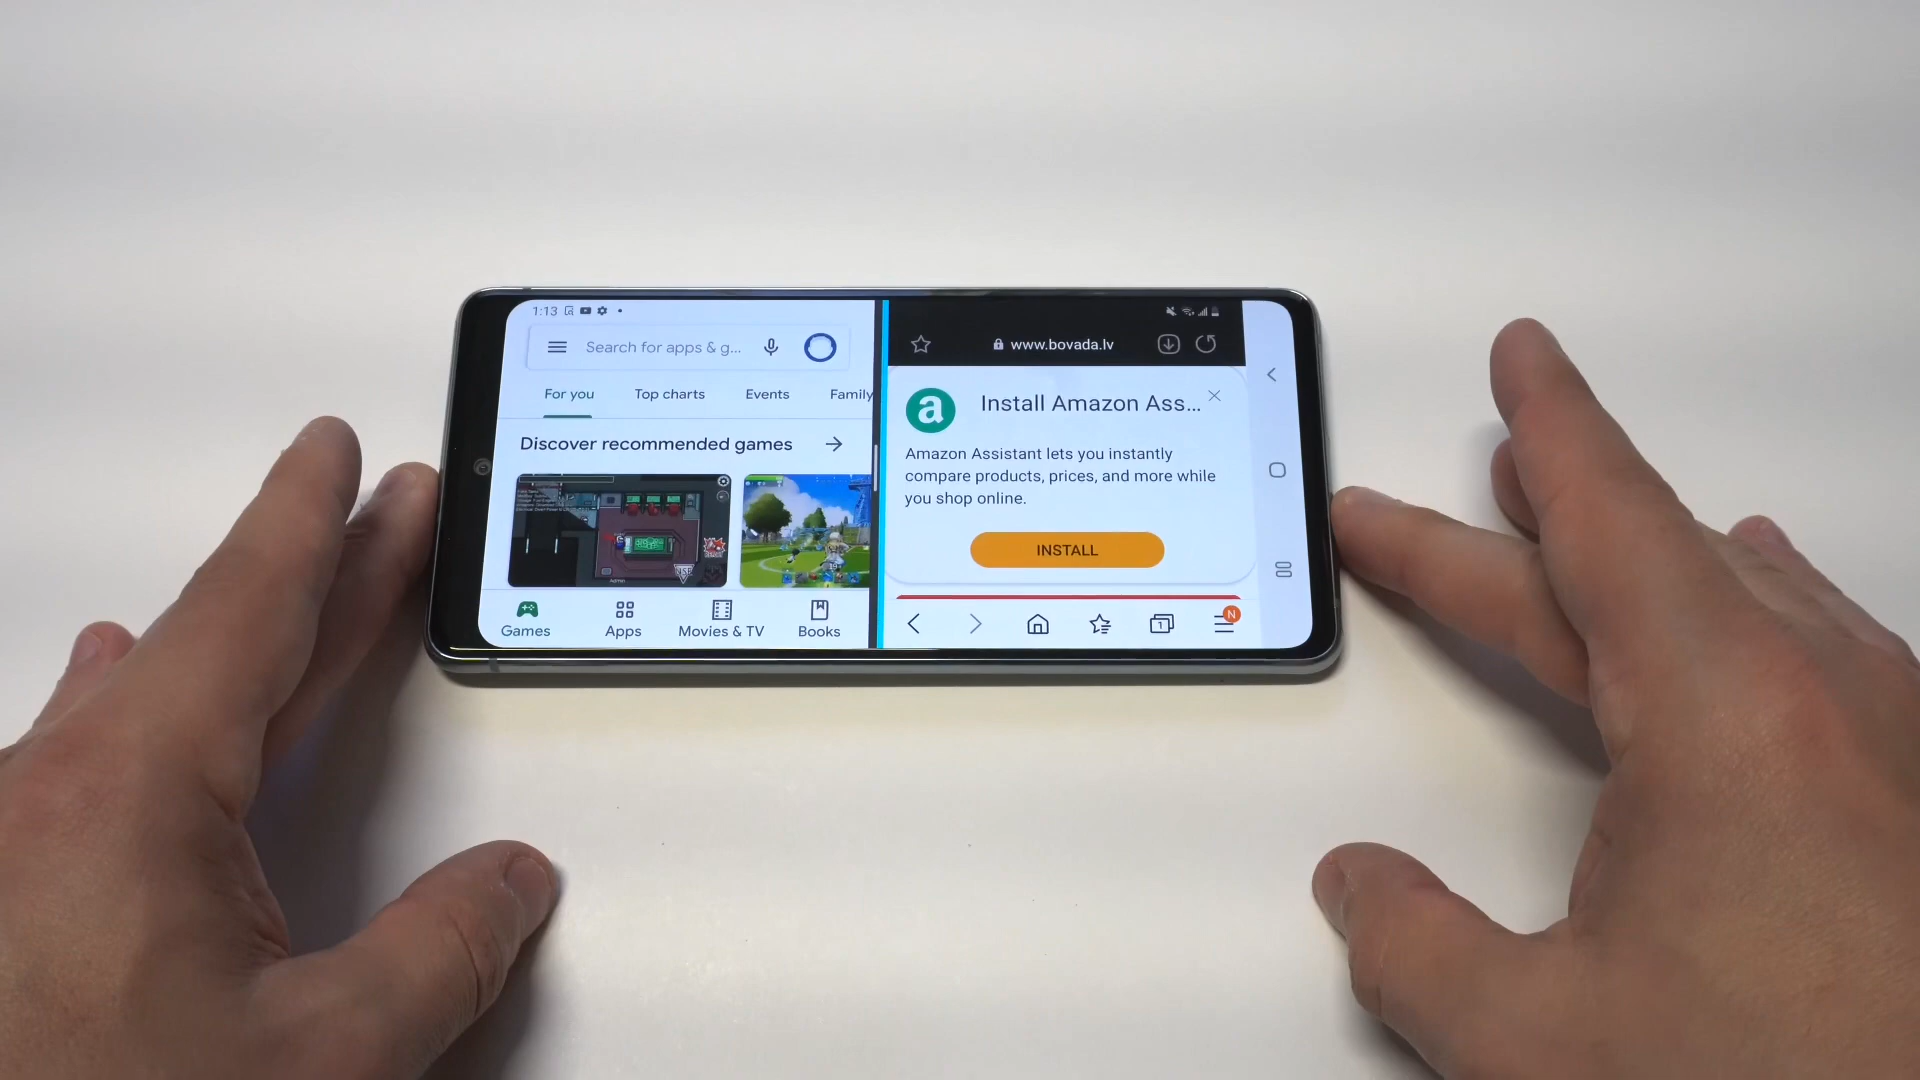 1:13
Search for apps & g...
For you Top charts Events Family
Discover recommended games
Games Apps Movies & TV Books
www.bovada.lv
a Install Amazon Ass...
Amazon Assistant lets you instantly
compare products, prices, and more while
you shop online.
INSTALL
1 N